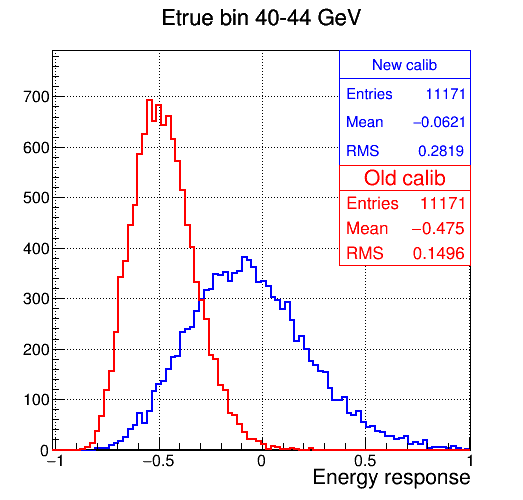 Etrue bin 40-44 GeV
New calib
Entries 11171
Mean −0.0621
RMS 0.2819
Old calib
Entries 11171
Mean −0.475
RMS 0.1496
700
600
500
400
300
200
100
0
−1 −0.5 0 0.5 1
Energy response